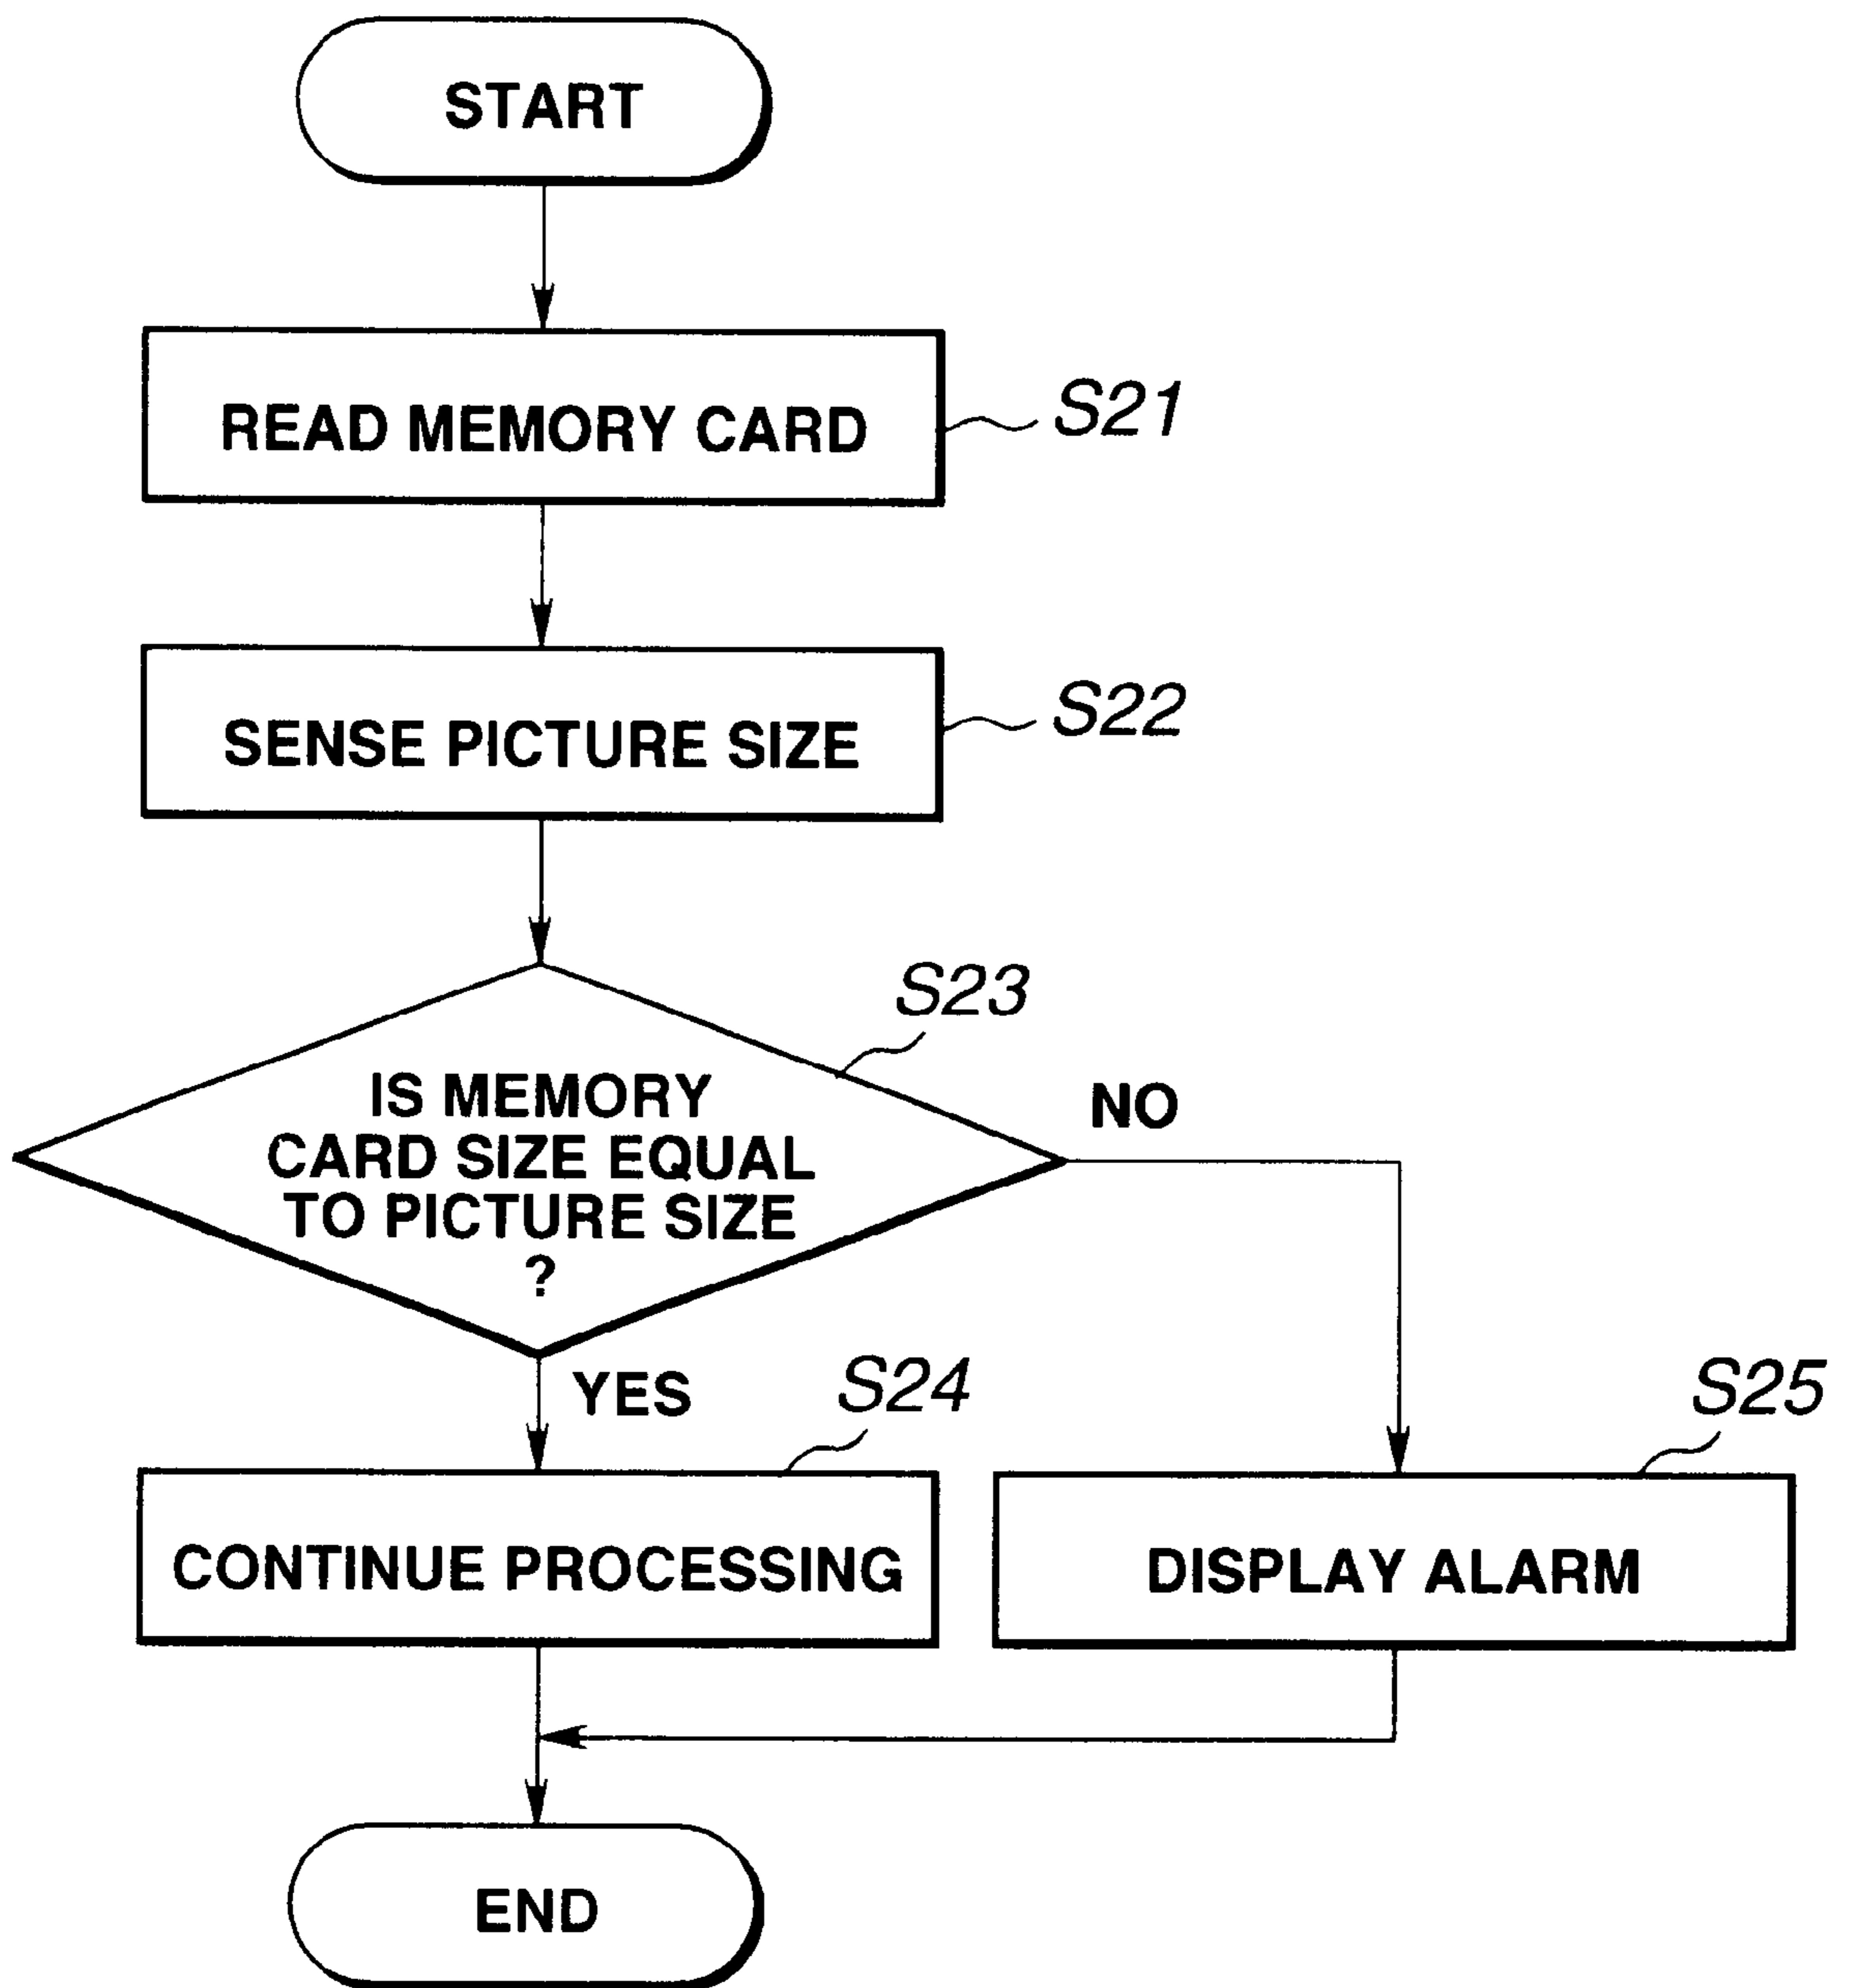 START
READ MEMORY CARD
S21
SENSE PICTURE SIZE
S22
S23
IS MEMORY
CARD SIZE EQUAL
TO PICTURE SIZE
?
NO
YES
S24
S25
CONTINUE PROCESSING
DISPLAY ALARM
END